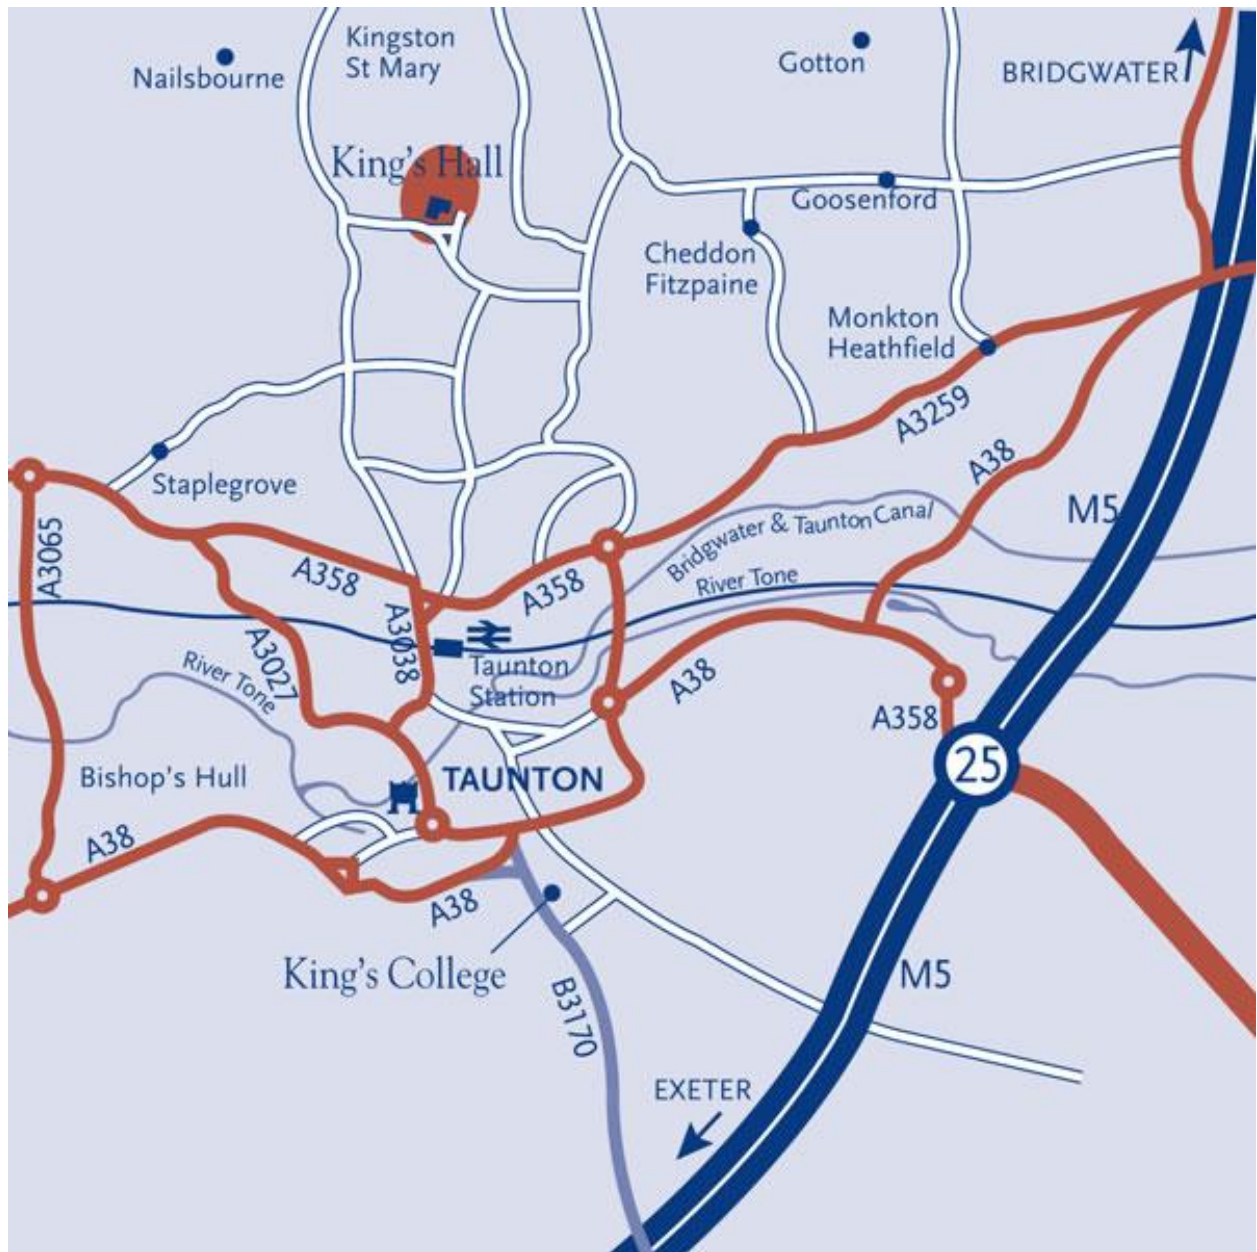 Kingston
St Mary
Nailsbourne
Gotton
BRIDGWATER
King's Hall
Goosenford
Cheddon
Fitzpaine
Monkton
Heathfield
A3259
A38
Staplegrove
M5
A3065
Bridgwater & Taunton Canal
A358
A358
River Tone
A3038
A3027
Taunton
Station
River Tone
A38
A358
25
Bishop's Hull
TAUNTON
A38
A38
King's College
M5
B3170
EXETER